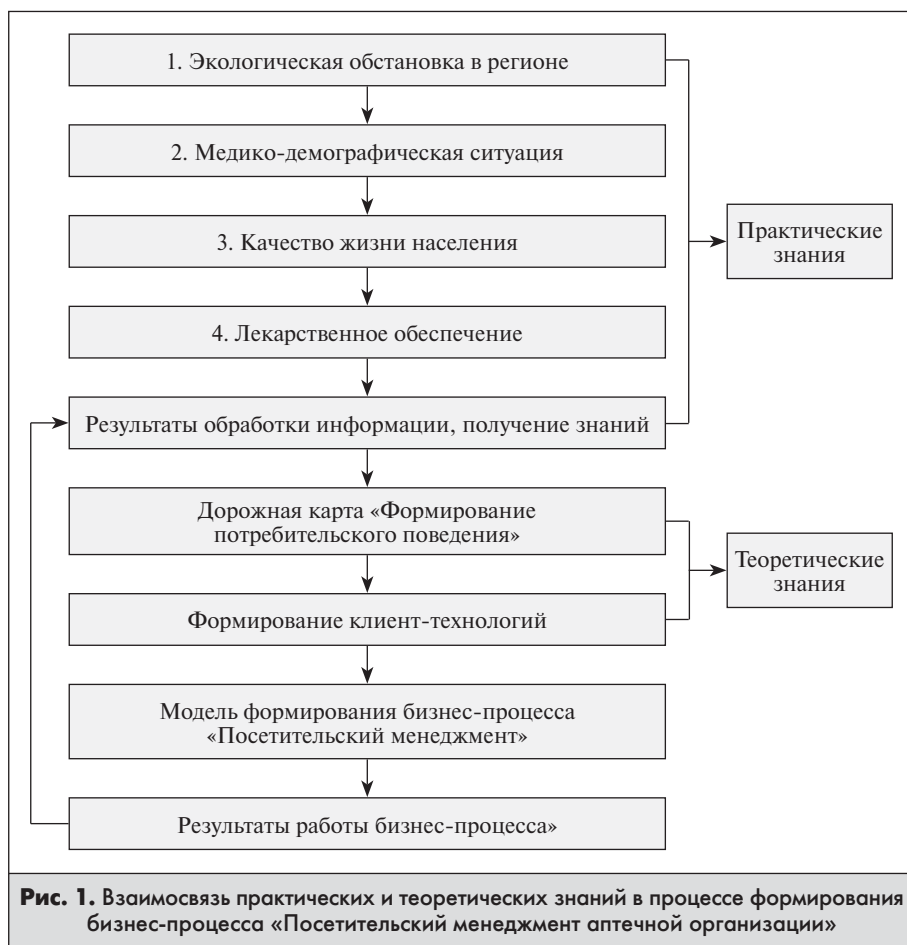 1. Экологическая обстановка в регионе
2. Медико-демографическая ситуация
3. Качество жизни населения
Практические
знания
4. Лекарственное обеспечение
Результаты обработки информации, получение знаний
Дорожная карта «Формирование
потребительского поведения»
Теоретические
знания
Формирование клиент-технологий
Модель формирования бизнес-процесса
«Посетительский менеджмент»
Результаты работы бизнес-процесса»
Рис. 1. Взаимосвязь практических и теоретических знаний в процессе формирования
бизнес-процесса «Посетительский менеджмент аптечной организации»